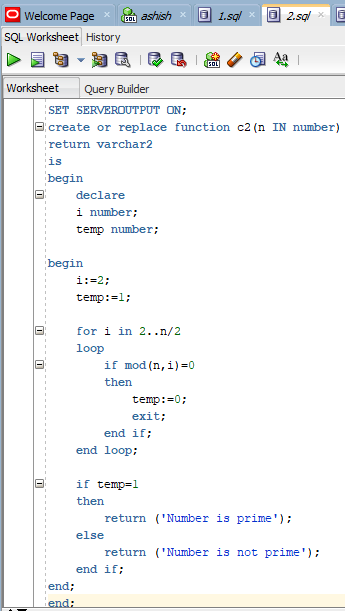 Welcome Page ashish 1.sql 2.sql
SQL Worksheet History
Worksheet Query Builder
SET SERVEROUTPUT ON;
create or replace function c2(n IN number)
return varchar2
is
begin
    declare
    i number;
    temp number;

begin
    i:=2;
    temp:=1;

    for i in 2..n/2
    loop
        if mod(n,i)=0
        then
            temp:=0;
            exit;
        end if;
    end loop;

    if temp=1
    then
        return ('Number is prime');
    else
        return ('Number is not prime');
    end if;
end;
end;